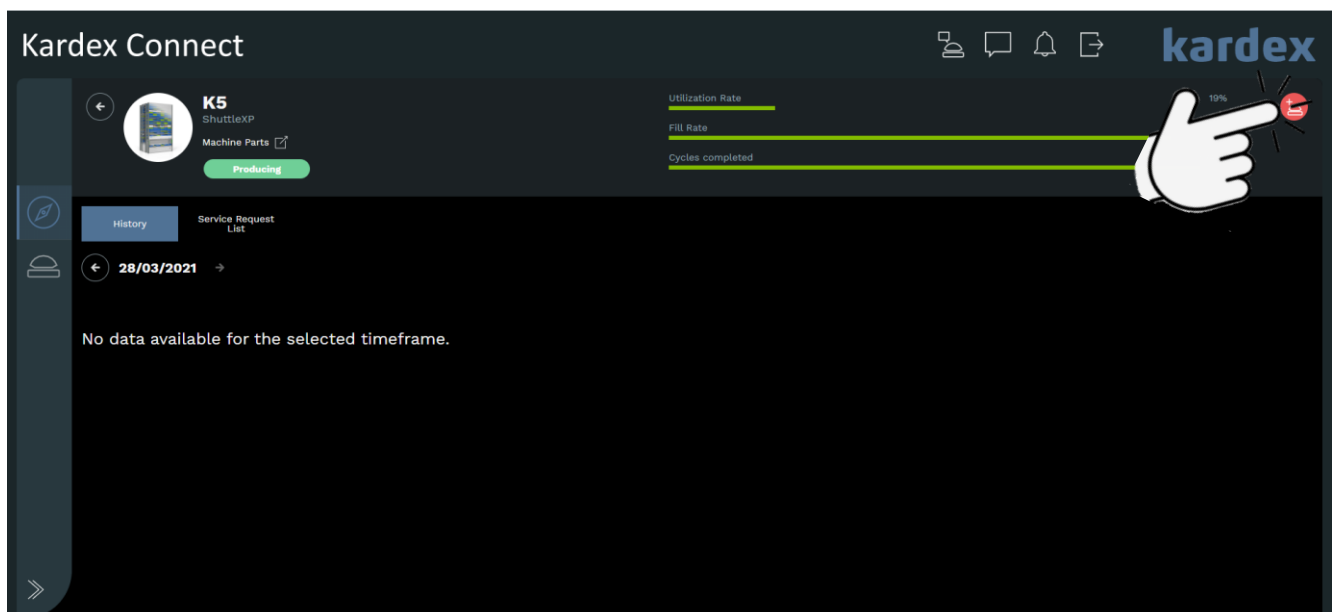 Kardex Connect
kardex
K5
ShuttleXP
Machine Parts
Producing
Utilization Rate
19%
Fill Rate
Cycles completed
History
Service Request
List
28/03/2021
No data available for the selected timeframe.